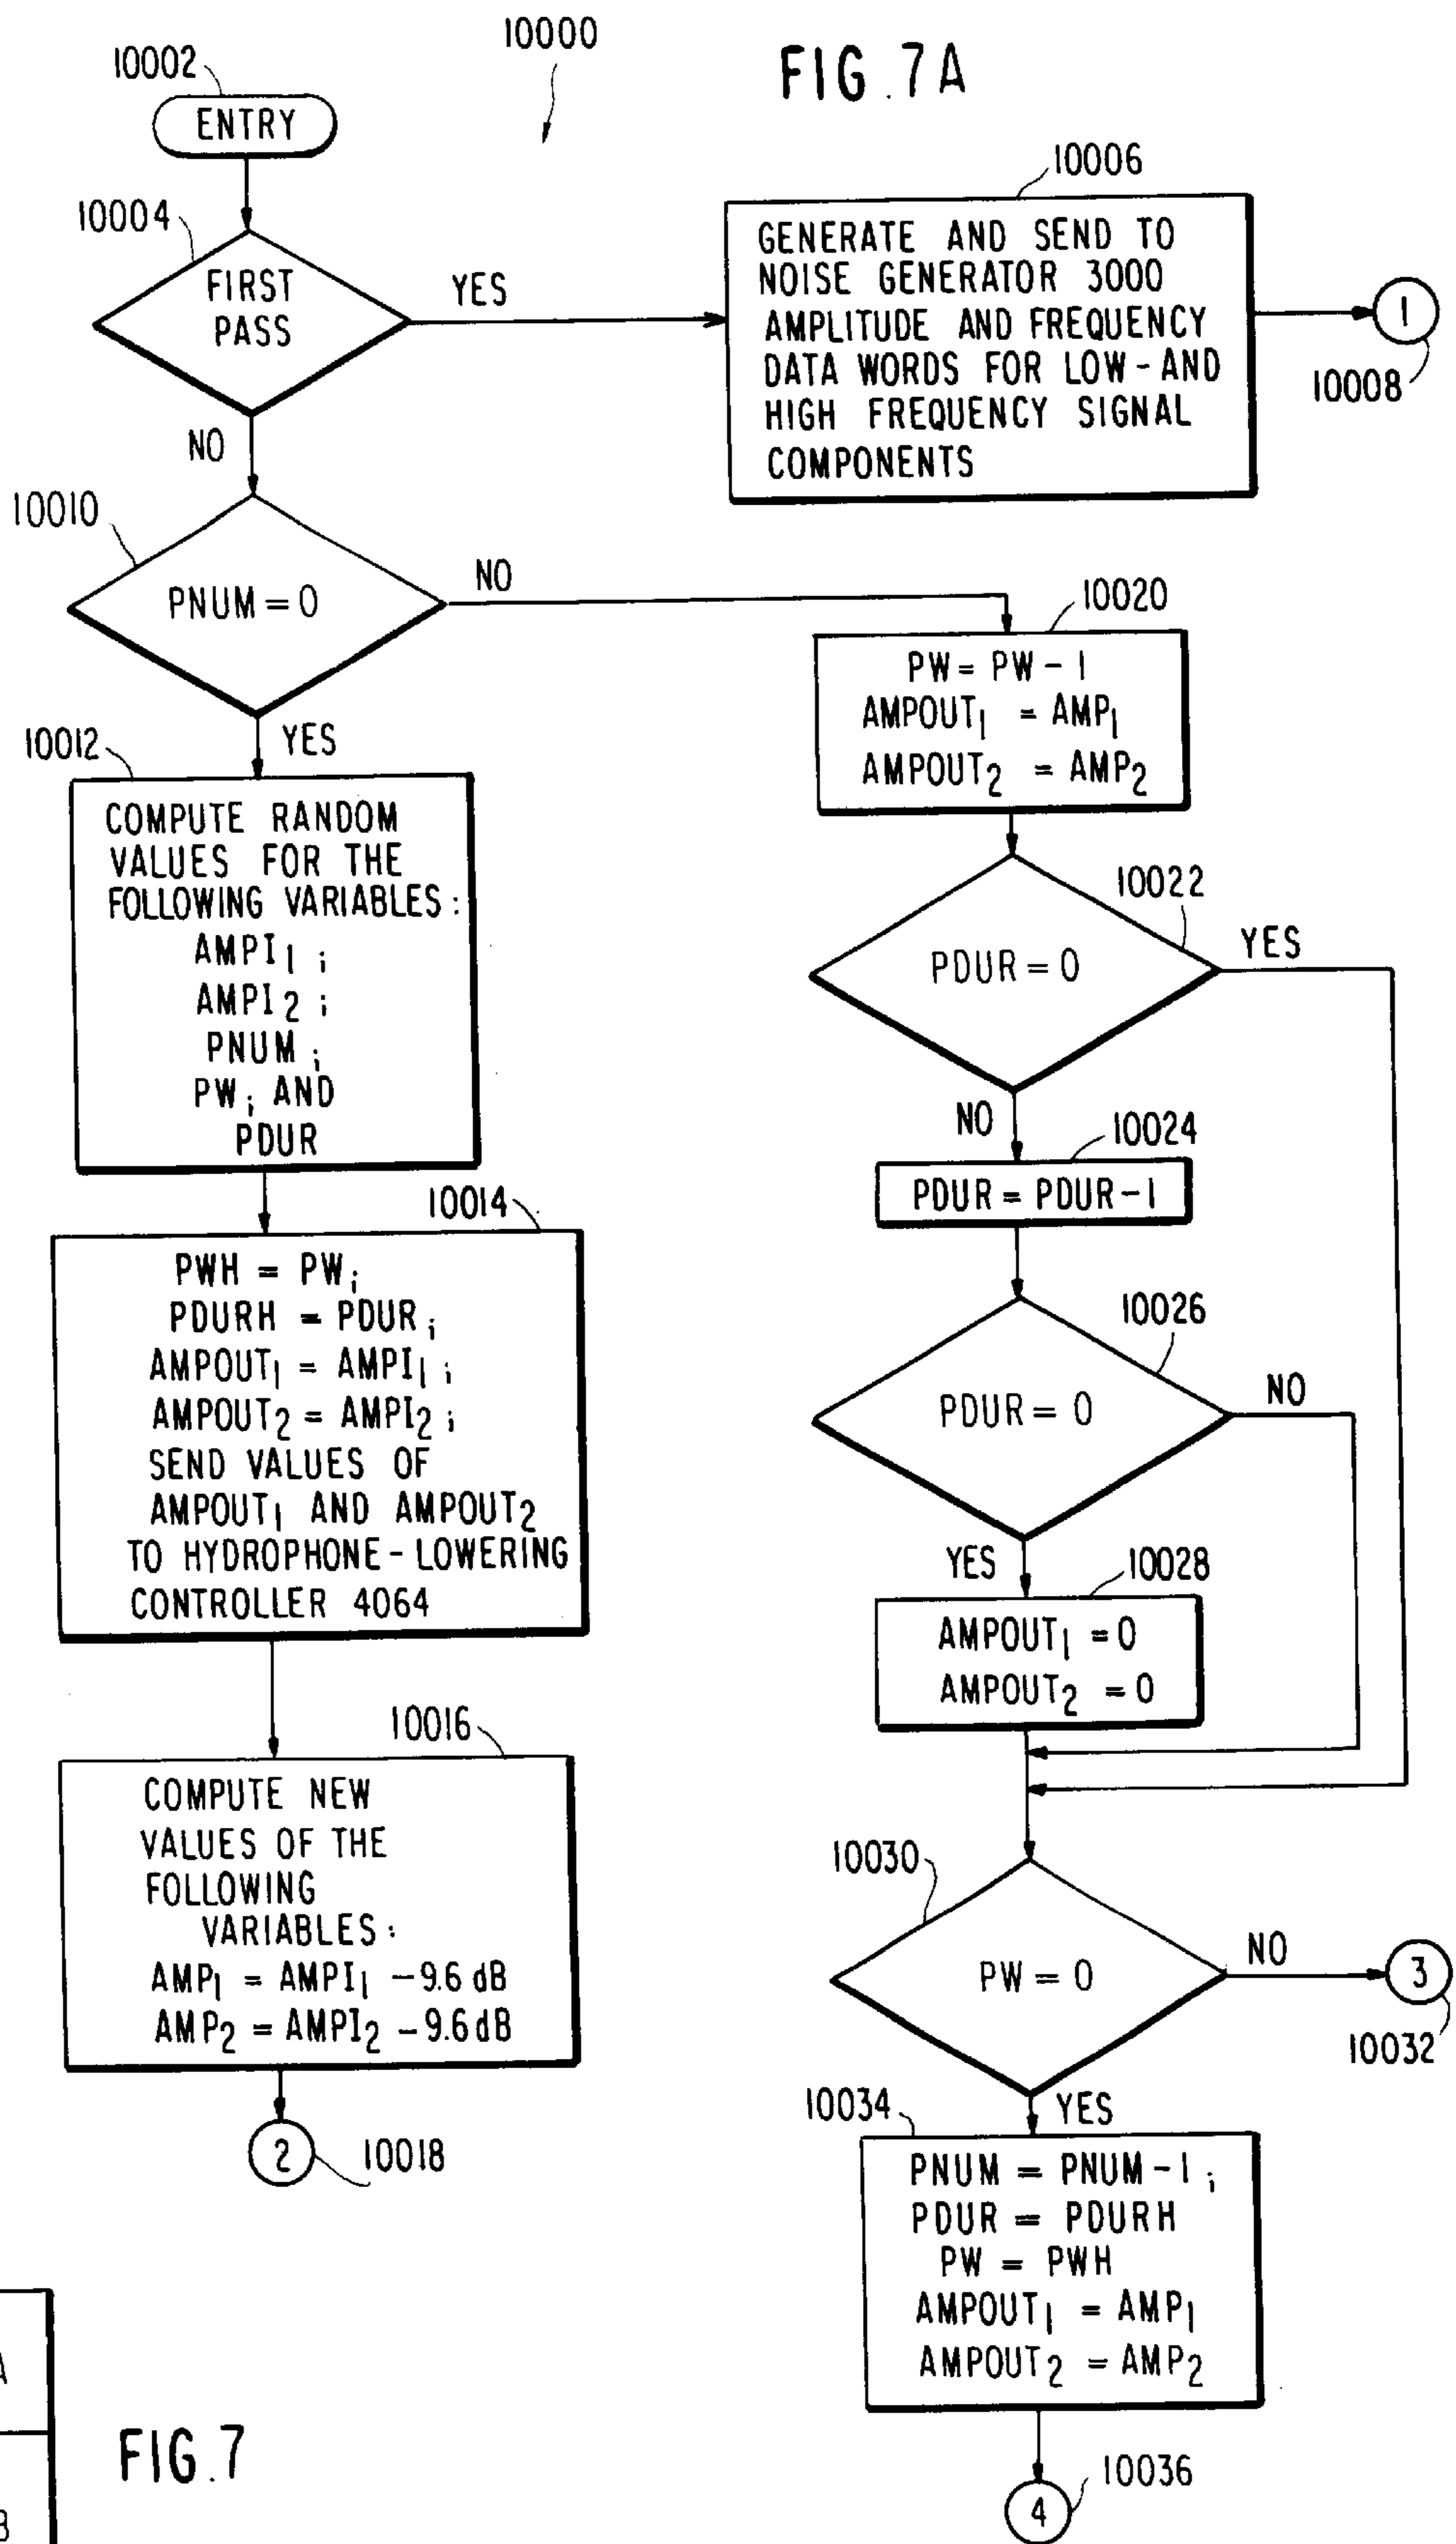 10000
FIG. 7A
10002
ENTRY
10004
FIRST
PASS
YES
NO
10006
GENERATE AND SEND TO
NOISE GENERATOR 3000
AMPLITUDE AND FREQUENCY
DATA WORDS FOR LOW-AND
HIGH FREQUENCY SIGNAL
COMPONENTS
1
10008
10010
PNUM = 0
NO
YES
10012
COMPUTE RANDOM
VALUES FOR THE
FOLLOWING VARIABLES:
AMPI1 ;
AMPI2 ;
PNUM ;
PW ; AND
PDUR
10014
PWH = PW ;
PDURH = PDUR ;
AMPOUT1 = AMPI1 ;
AMPOUT2 = AMPI2 ;
SEND VALUES OF
AMPOUT1 AND AMPOUT2
TO HYDROPHONE-LOWERING
CONTROLLER 4064
10016
COMPUTE NEW
VALUES OF THE
FOLLOWING
VARIABLES:
AMP1 = AMPI1 -9.6 dB
AMP2 = AMPI2 -9.6 dB
2
10018
10020
PW = PW - 1
AMPOUT1 = AMP1
AMPOUT2 = AMP2
10022
PDUR = 0
YES
NO
10024
PDUR = PDUR-1
10026
PDUR = 0
NO
YES
10028
AMPOUT1 = 0
AMPOUT2 = 0
10030
PW = 0
NO
3
10032
YES
10034
PNUM = PNUM-1 ;
PDUR = PDURH
PW = PWH
AMPOUT1 = AMP1
AMPOUT2 = AMP2
4
10036
A
B
FIG. 7